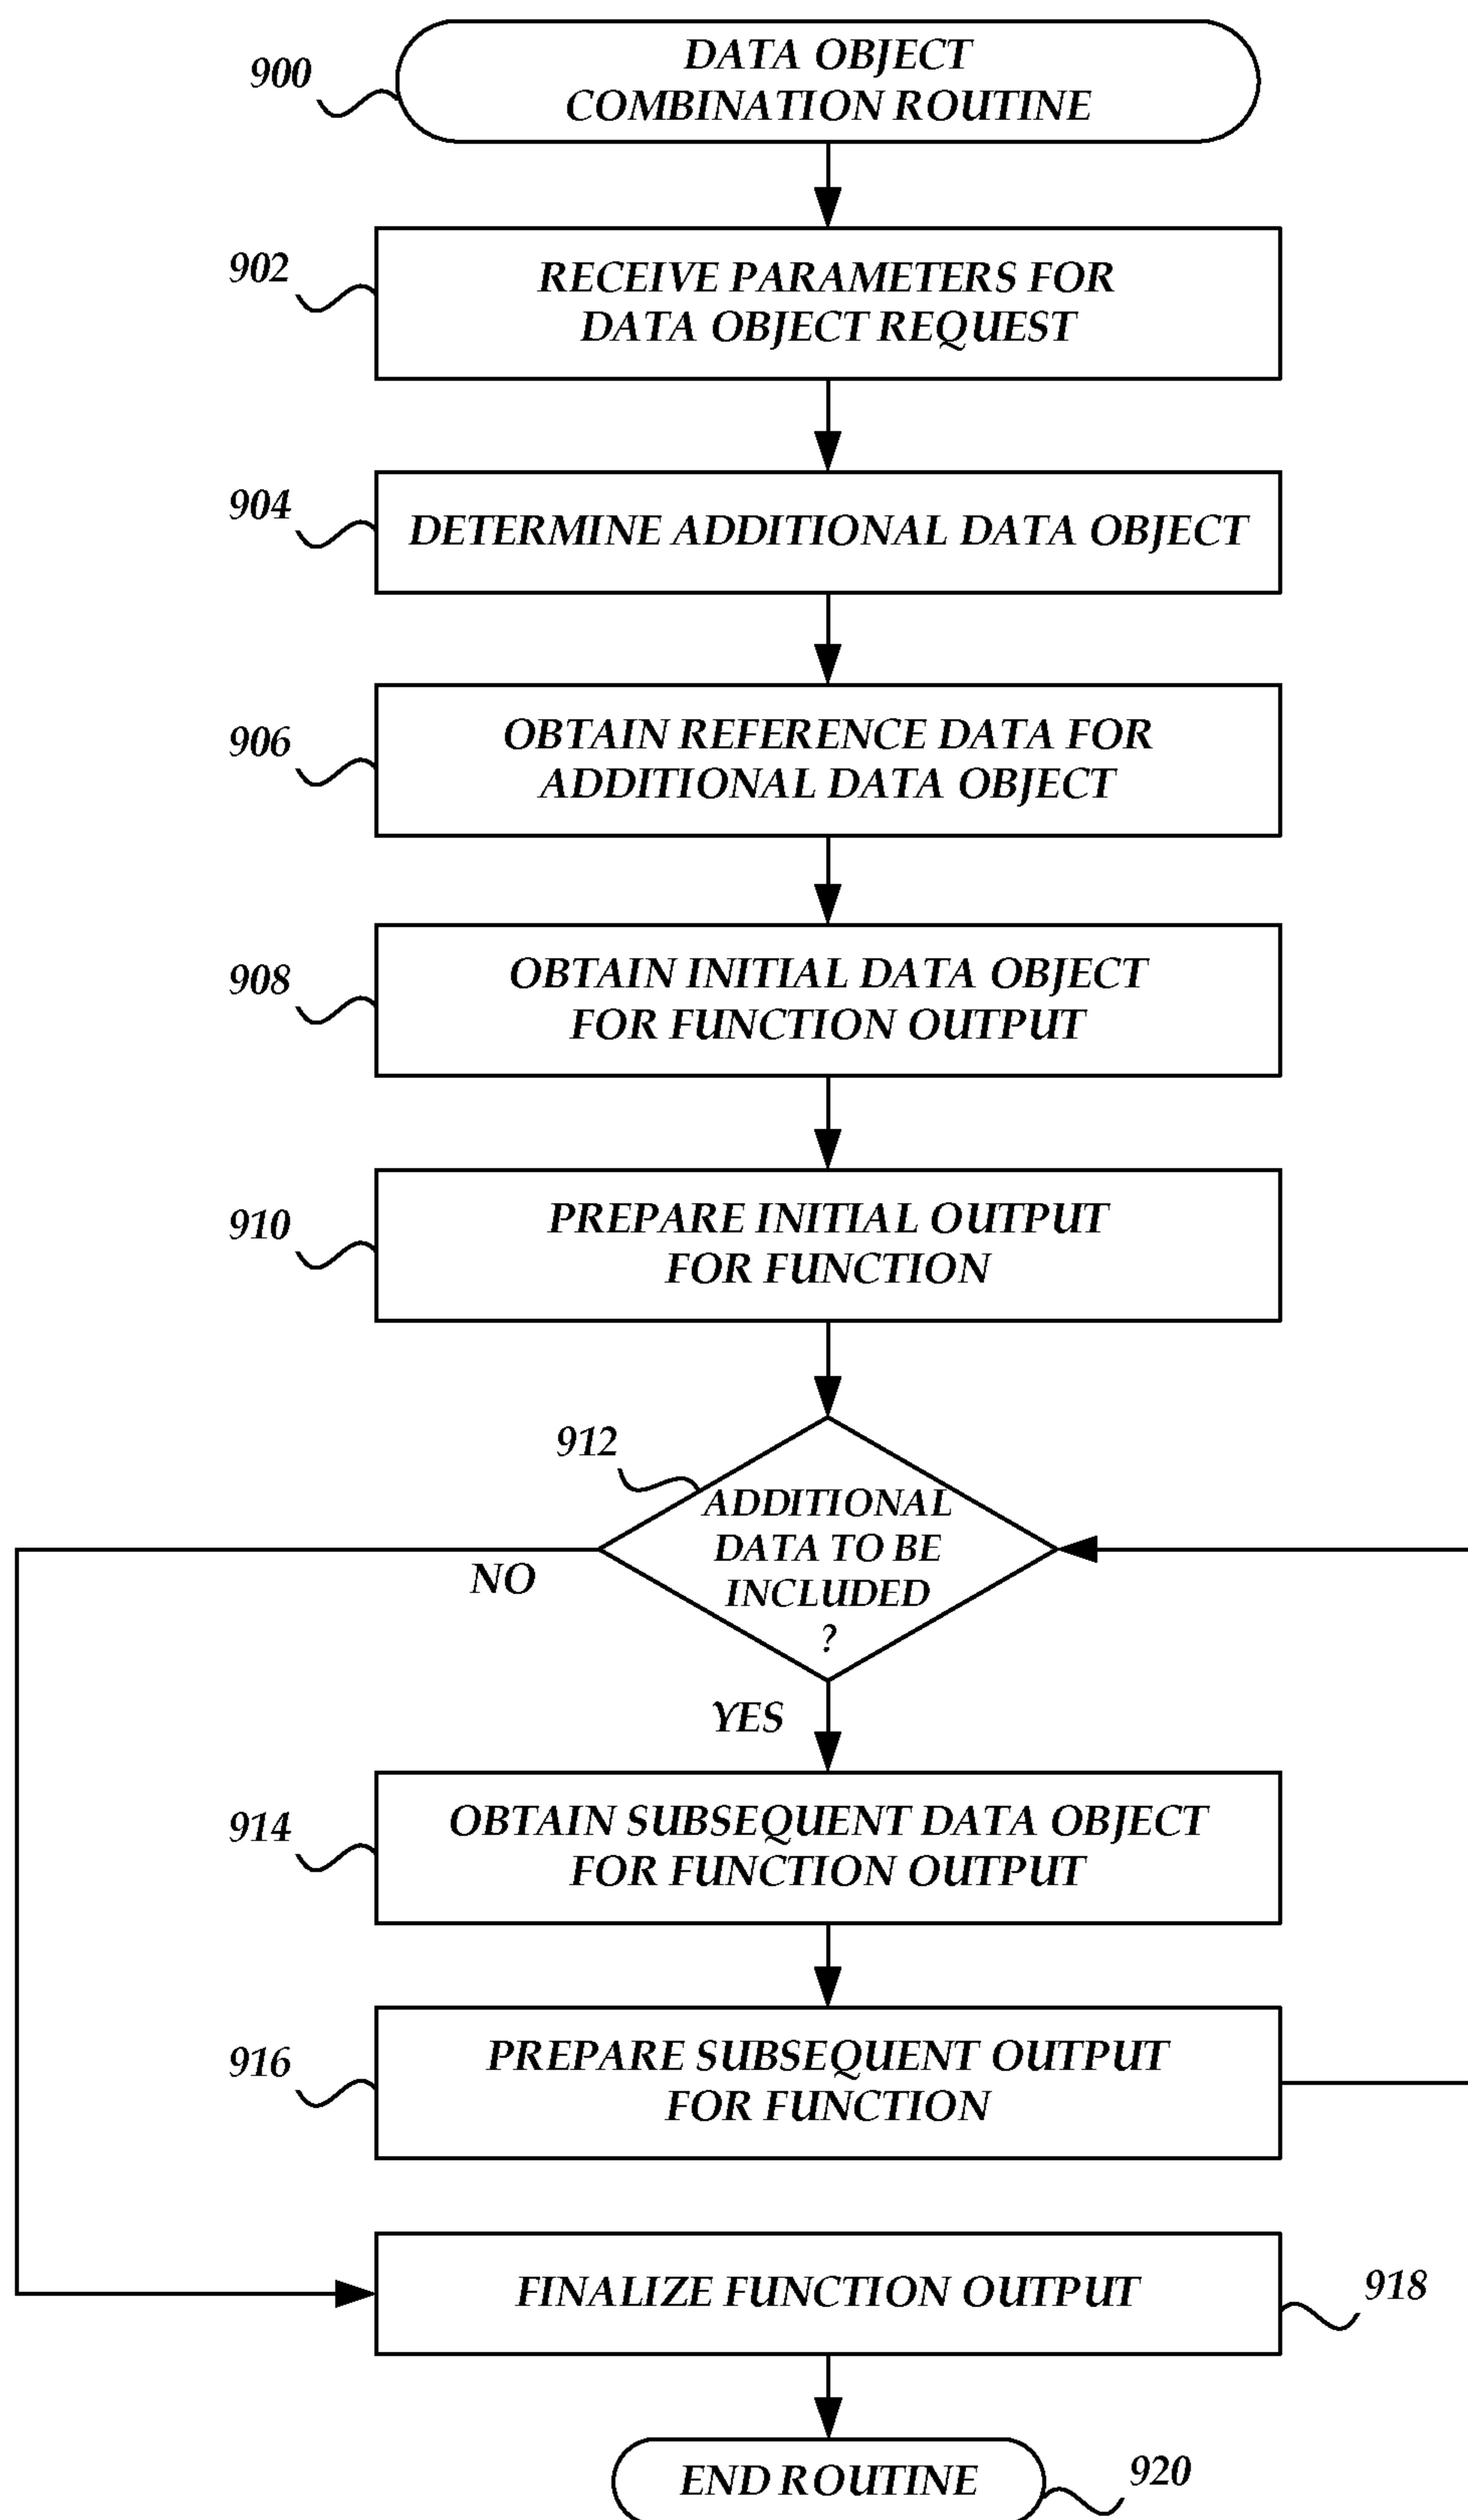 900
DATA OBJECT
COMBINATION ROUTINE
902
RECEIVE PARAMETERS FOR
DATA OBJECT REQUEST
904
DETERMINE ADDITIONAL DATA OBJECT
906
OBTAIN REFERENCE DATA FOR
ADDITIONAL DATA OBJECT
908
OBTAIN INITIAL DATA OBJECT
FOR FUNCTION OUTPUT
910
PREPARE INITIAL OUTPUT
FOR FUNCTION
912
ADDITIONAL
DATA TO BE
INCLUDED
?
NO
YES
914
OBTAIN SUBSEQUENT DATA OBJECT
FOR FUNCTION OUTPUT
916
PREPARE SUBSEQUENT OUTPUT
FOR FUNCTION
FINALIZE FUNCTION OUTPUT
918
END ROUTINE
920